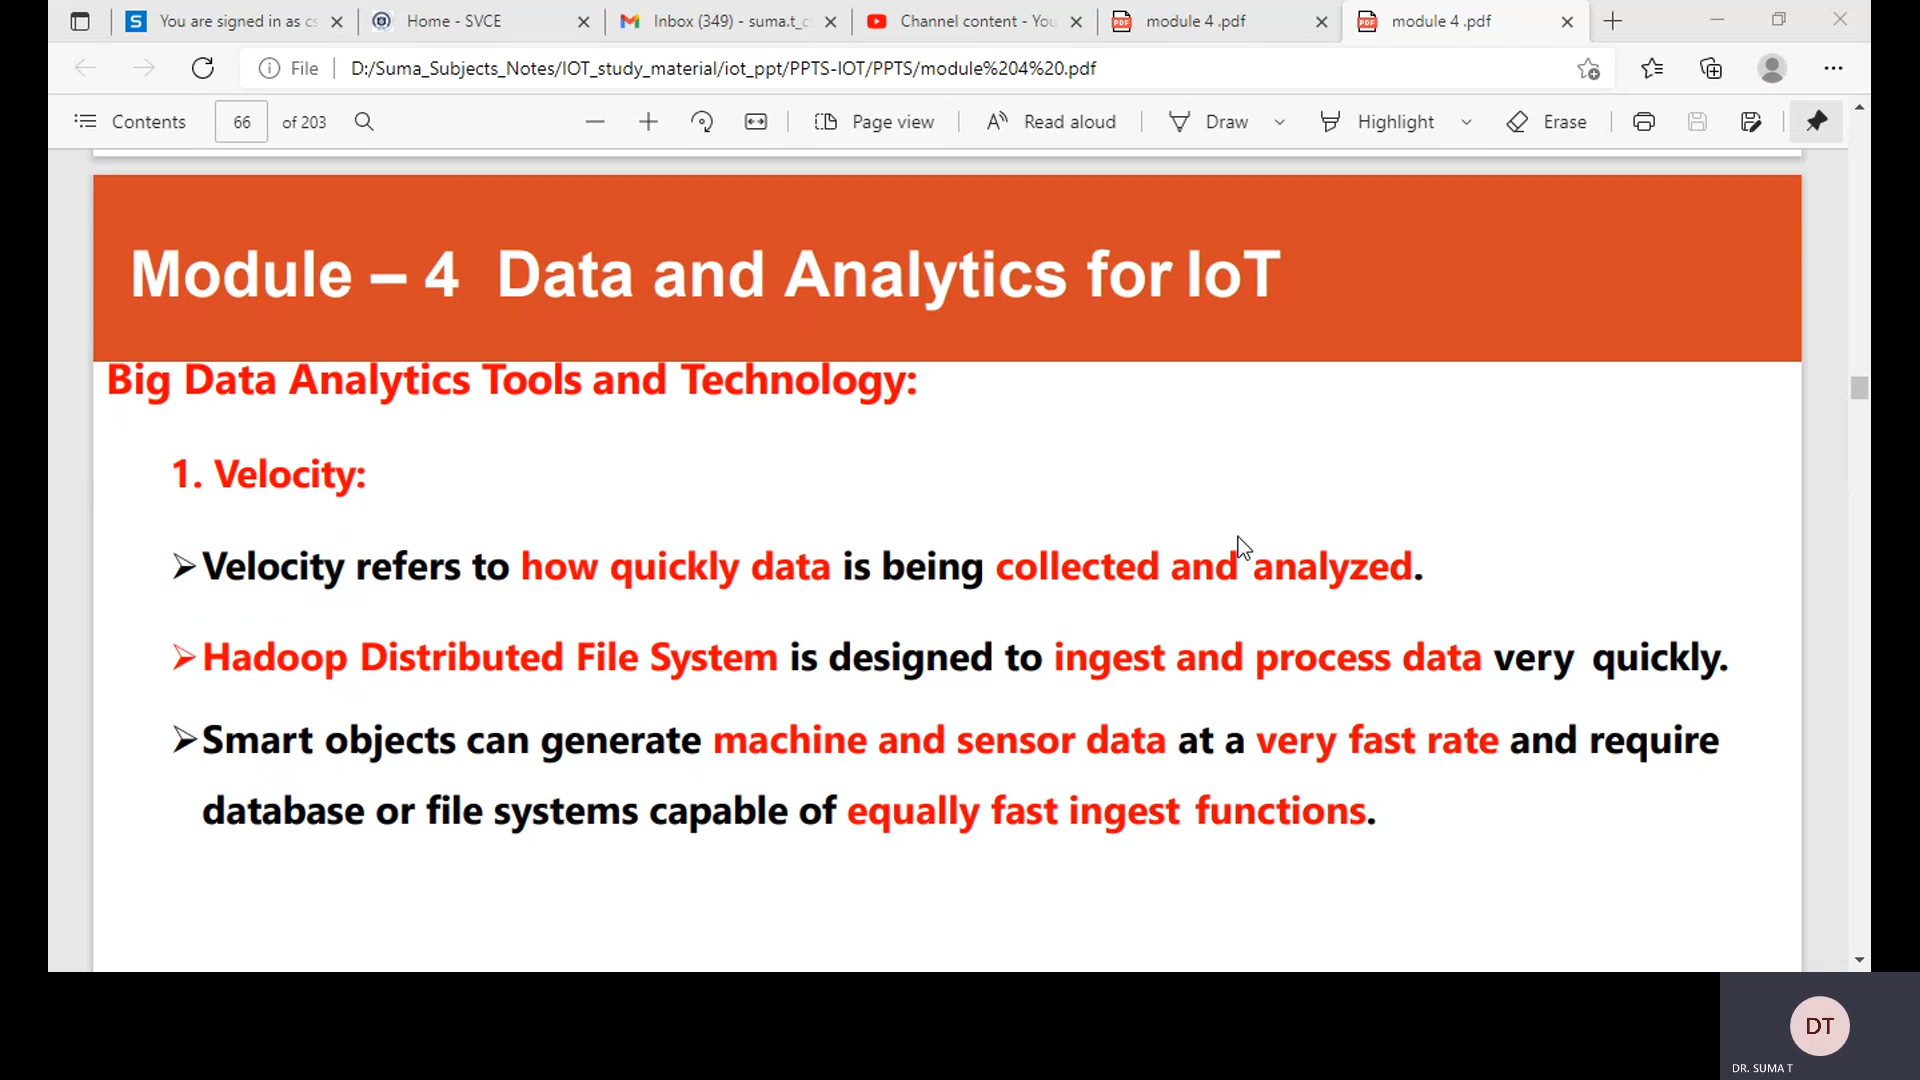 You are signed in as cs
Home - SVCE
Inbox (349) - suma.t_c
Channel content - You
module 4 .pdf
module 4 .pdf
File
D:/Suma_Subjects_Notes/IOT_study_material/iot_ppt/PPTS-IOT/PPTS/module%204%20.pdf
Contents
66
of 203
Page view
Read aloud
Draw
Highlight
Erase
Module – 4 Data and Analytics for IoT
Big Data Analytics Tools and Technology:
1. Velocity:
➢Velocity refers to how quickly data is being collected and analyzed.
➢Hadoop Distributed File System is designed to ingest and process data very quickly.
➢Smart objects can generate machine and sensor data at a very fast rate and require
database or file systems capable of equally fast ingest functions.
DT
DR. SUMA T